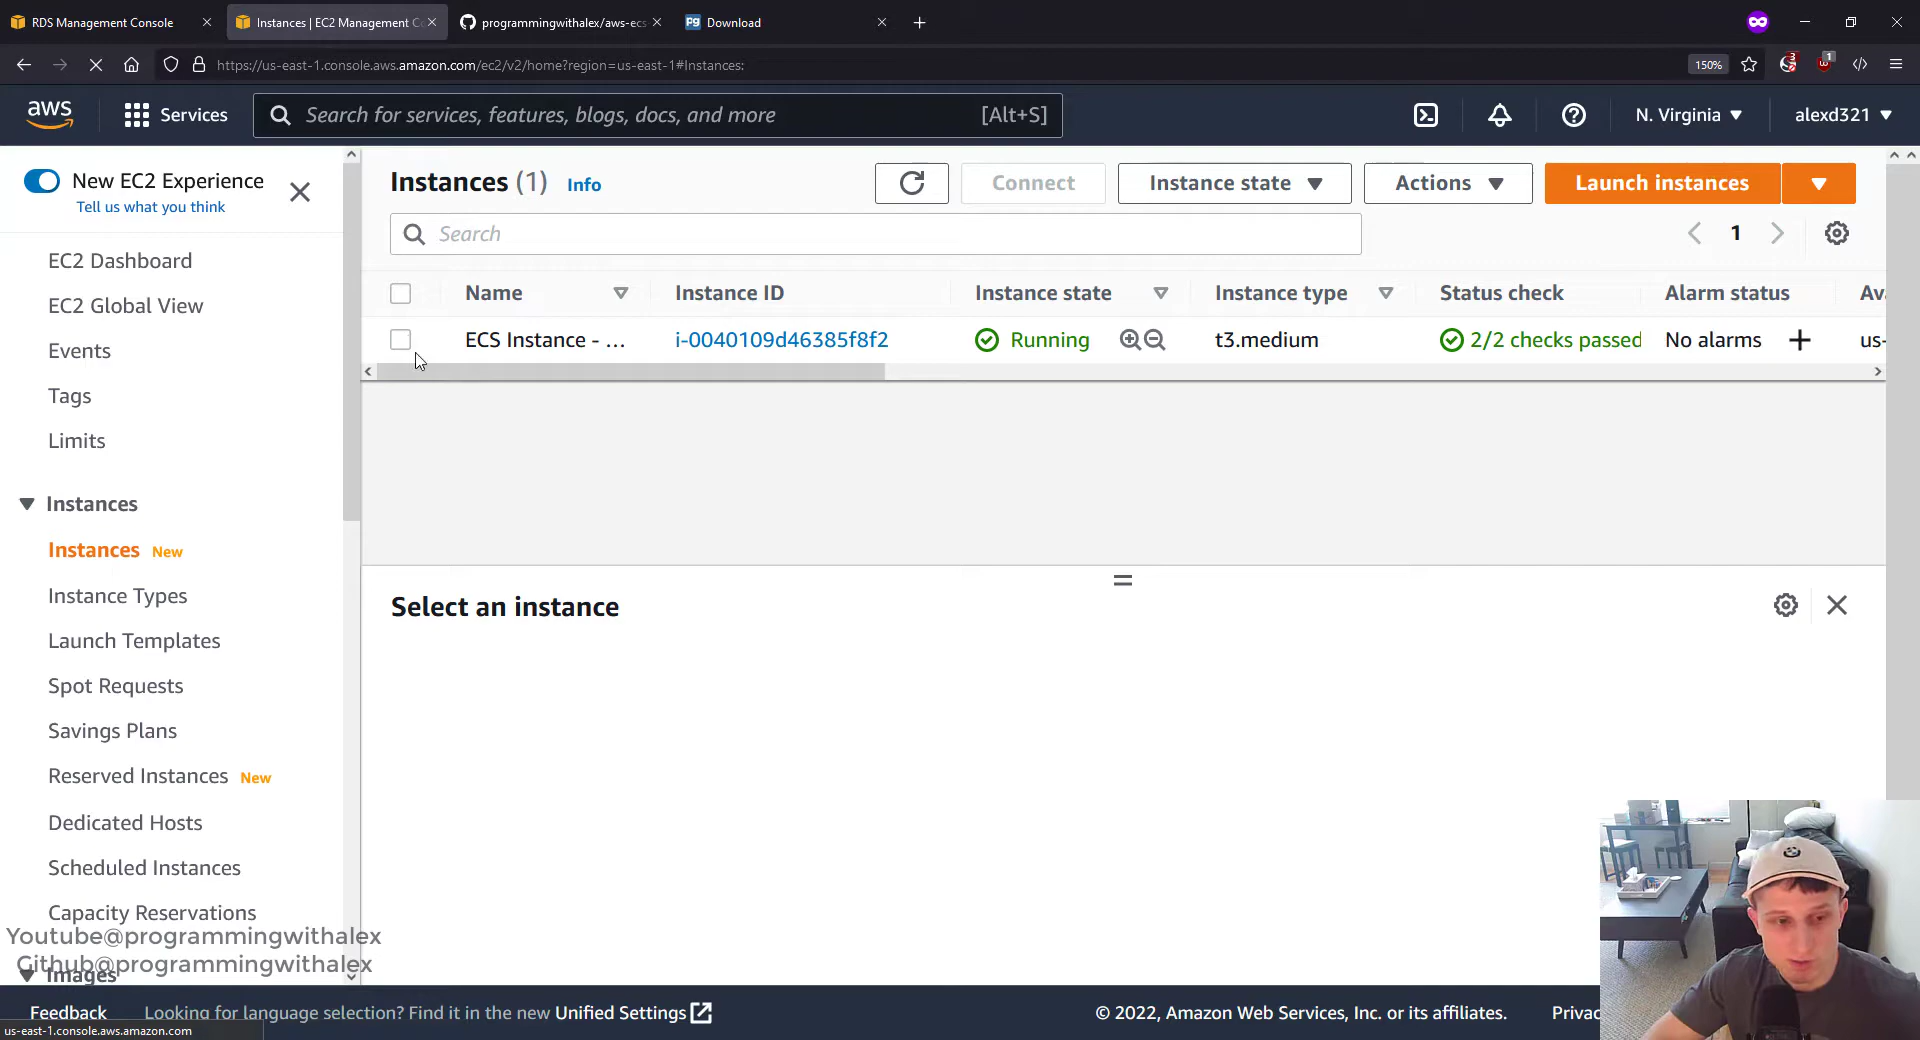 RDS Management Console
Instances | EC2 Management C
programmingwithalex/aws-ecs
Pg Download
https://us-east-1.console.aws.amazon.com/ec2/v2/home?region=us-east-1#Instances:
150%
3
1
aws
Services
Search for services, features, blogs, docs, and more
[Alt+S]
N. Virginia
alexd321
New EC2 Experience
Tell us what you think
EC2 Dashboard
EC2 Global View
Events
Tags
Limits
Instances
Instances New
Instance Types
Launch Templates
Spot Requests
Savings Plans
Reserved Instances New
Dedicated Hosts
Scheduled Instances
Capacity Reservations
Images
Instances (1) Info
Connect
Instance state
Actions
Launch instances
Search
1
Name Instance ID Instance state Instance type Status check Alarm status Av
ECS Instance - ... i-0040109d46385f8f2 Running t3.medium 2/2 checks passed No alarms us-
Select an instance
Youtube@programmingwithalex
Github@programmingwithalex
Feedback
Looking for language selection? Find it in the new Unified Settings
© 2022, Amazon Web Services, Inc. or its affiliates.
Privac
us-east-1.console.aws.amazon.com